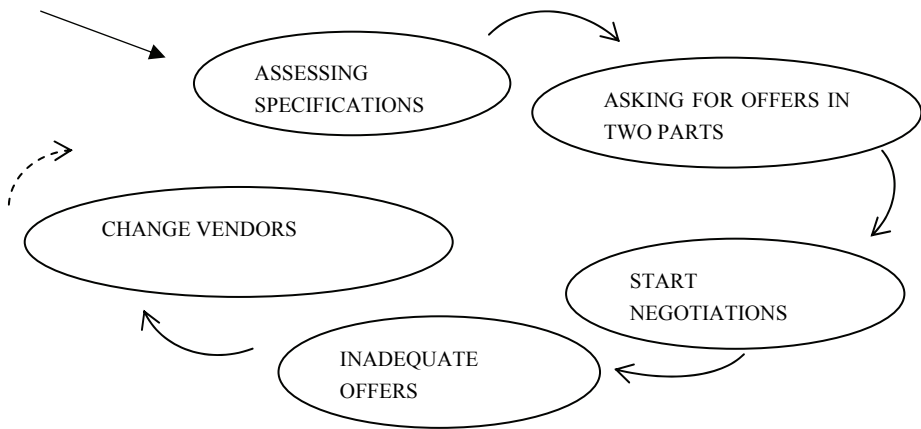 ASSESSING
SPECIFICATIONS
ASKING FOR OFFERS IN
TWO PARTS
START
NEGOTIATIONS
INADEQUATE
OFFERS
CHANGE VENDORS